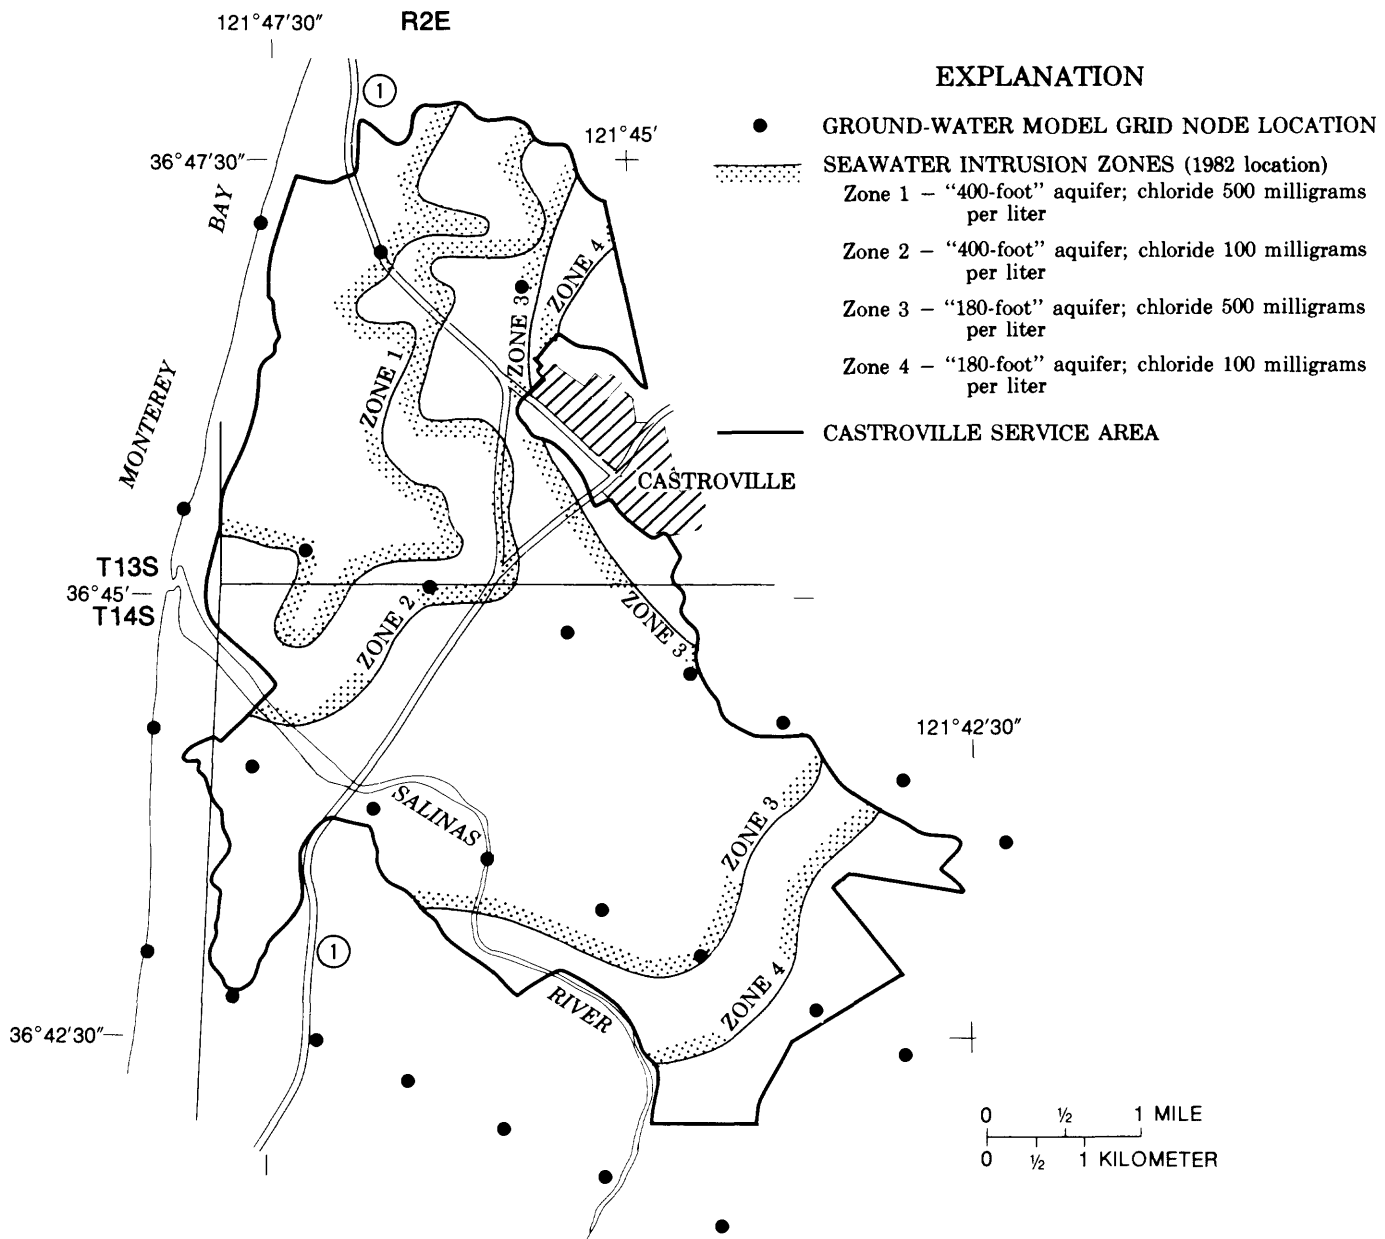 121°47′30″
R2E
1
EXPLANATION
121°45′
36°47′30″
GROUND-WATER MODEL GRID NODE LOCATION
SEAWATER INTRUSION ZONES (1982 location)
Zone 1 – “400-foot” aquifer; chloride 500 milligrams
per liter
Zone 2 – “400-foot” aquifer; chloride 100 milligrams
per liter
Zone 3 – “180-foot” aquifer; chloride 500 milligrams
per liter
Zone 4 – “180-foot” aquifer; chloride 100 milligrams
per liter
CASTROVILLE SERVICE AREA
MONTEREY BAY
ZONE 4
ZONE 3
ZONE 1
CASTROVILLE
T13S
36°45′
T14S
ZONE 2
ZONE 3
121°42′30″
SALINAS RIVER
ZONE 3
ZONE 4
1
36°42′30″
0 ½ 1 MILE
0 ½ 1 KILOMETER